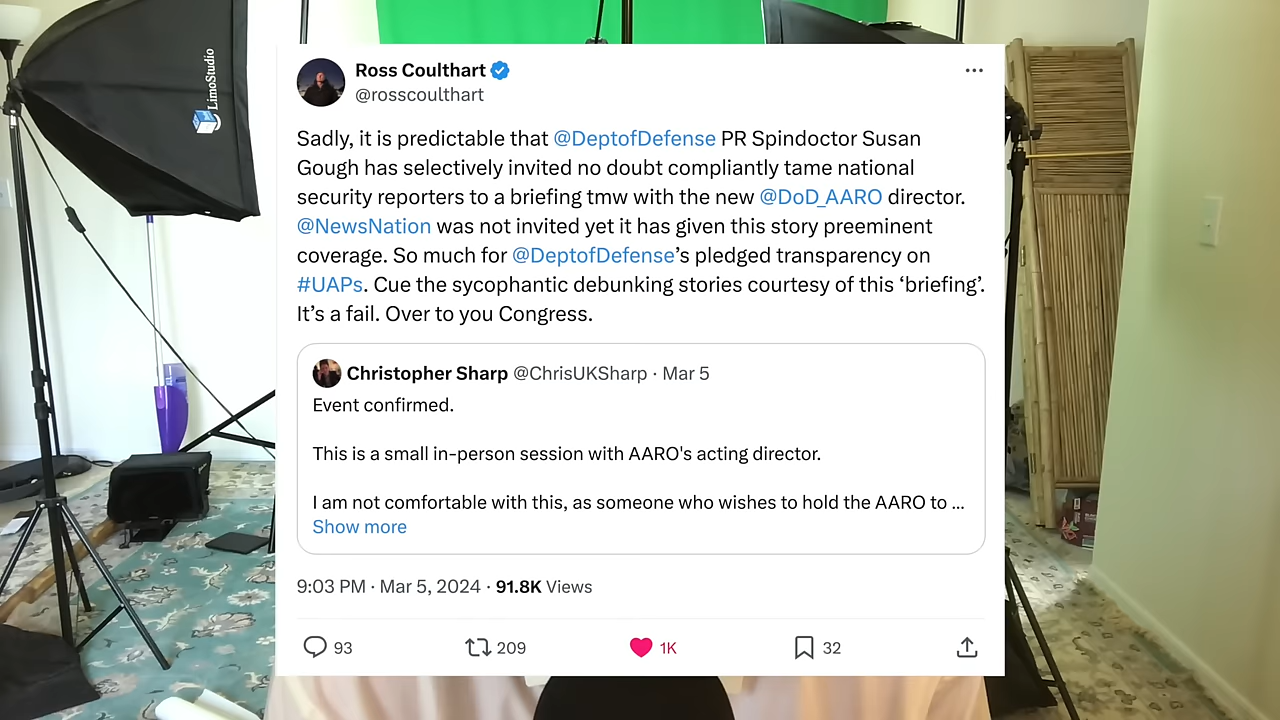 LimoStudio
Ross Coulthart
@rosscoulthart
Sadly, it is predictable that @DeptofDefense PR Spindoctor Susan
Gough has selectively invited no doubt compliantly tame national
security reporters to a briefing tmw with the new @DoD_AARO director.
@NewsNation was not invited yet it has given this story preeminent
coverage. So much for @DeptofDefense’s pledged transparency on
#UAPs. Cue the sycophantic debunking stories courtesy of this ‘briefing’.
It’s a fail. Over to you Congress.
Christopher Sharp @ChrisUKSharp · Mar 5
Event confirmed.
This is a small in-person session with AARO's acting director.
I am not comfortable with this, as someone who wishes to hold the AARO to ...
Show more
9:03 PM · Mar 5, 2024 · 91.8K Views
93
209
1K
32